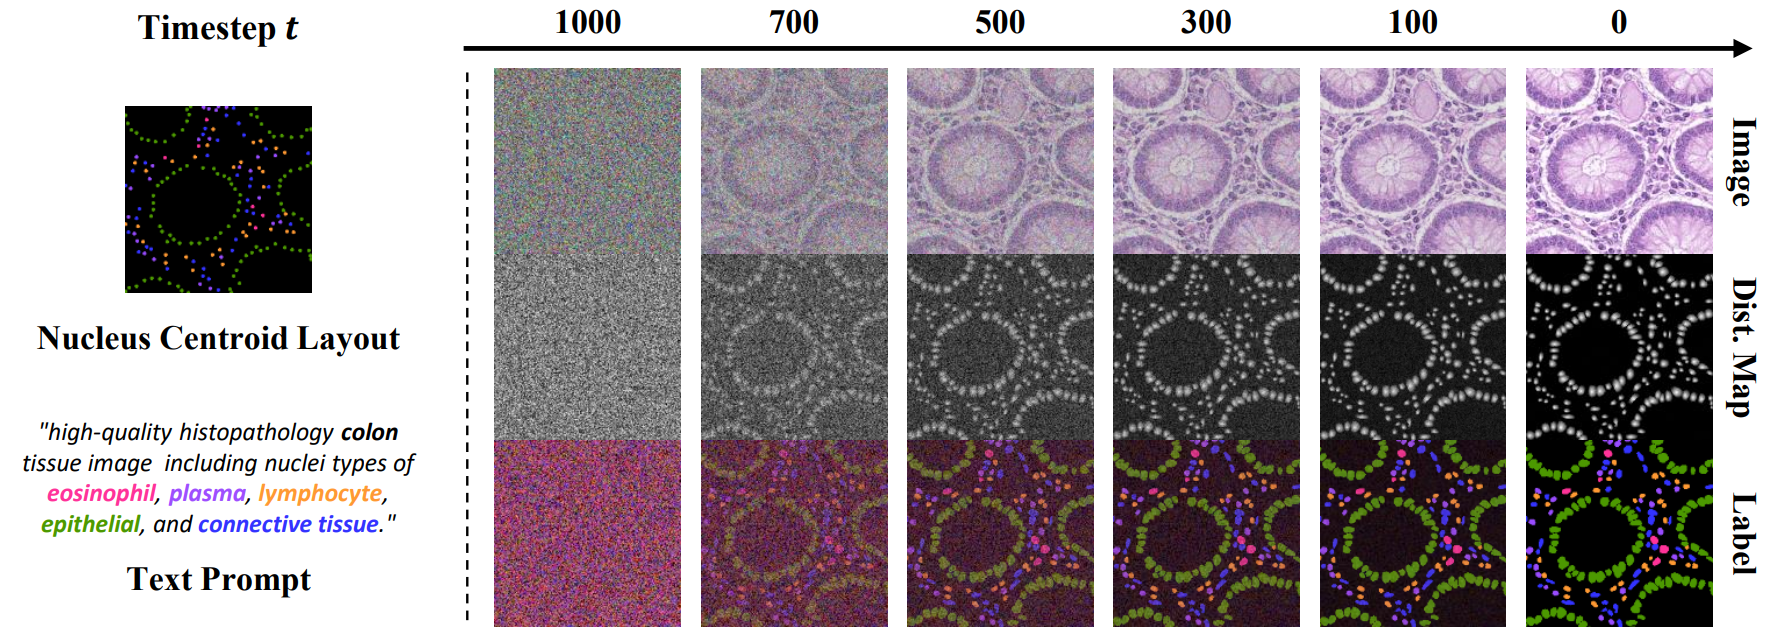 Timestep t
1000 700 500 300 100 0
Nucleus Centroid Layout
"high-quality histopathology colon
tissue image including nuclei types of
eosinophil, plasma, lymphocyte,
epithelial, and connective tissue."
Text Prompt
Image
Dist. Map
Label